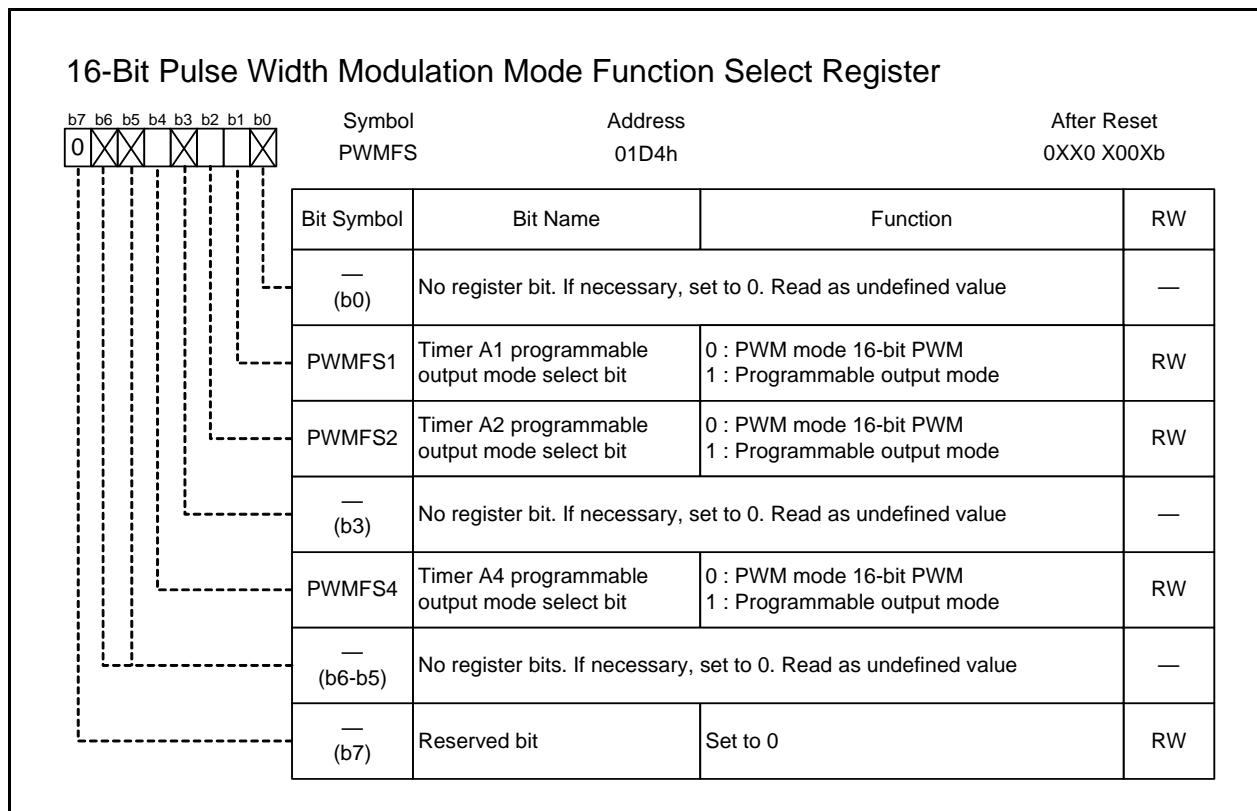 16-Bit Pulse Width Modulation Mode Function Select Register
b7 b6 b5 b4 b3 b2 b1 b0
0
Symbol Address After Reset
PWMFS 01D4h 0XX0 X00Xb
Bit Symbol Bit Name Function RW
—
(b0)
No register bit. If necessary, set to 0. Read as undefined value
—
PWMFS1
Timer A1 programmable
output mode select bit
0 : PWM mode 16-bit PWM
1 : Programmable output mode
RW
PWMFS2
Timer A2 programmable
output mode select bit
0 : PWM mode 16-bit PWM
1 : Programmable output mode
RW
—
(b3)
No register bit. If necessary, set to 0. Read as undefined value
—
PWMFS4
Timer A4 programmable
output mode select bit
0 : PWM mode 16-bit PWM
1 : Programmable output mode
RW
—
(b6-b5)
No register bits. If necessary, set to 0. Read as undefined value
—
—
(b7)
Reserved bit
Set to 0
RW